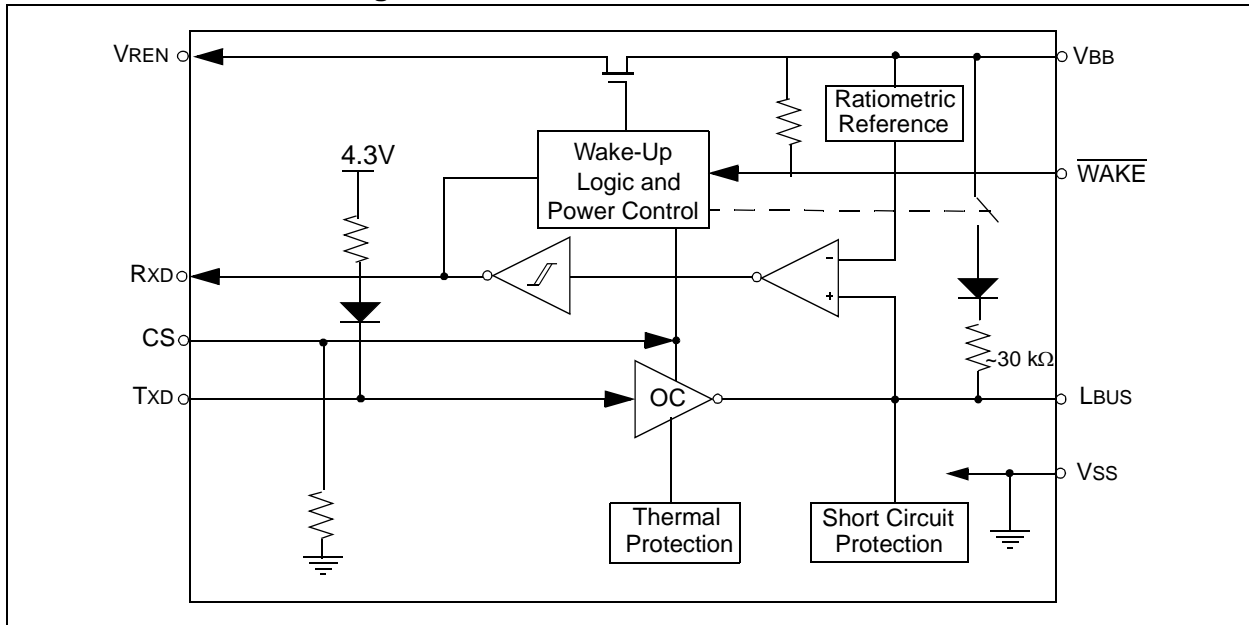 VREN
VBB
Ratiometric
Reference
4.3V
Wake-Up
Logic and
Power Control
WAKE
RXD
-
+
CS
~30 kΩ
TXD
OC
LBUS
VSS
Thermal
Protection
Short Circuit
Protection